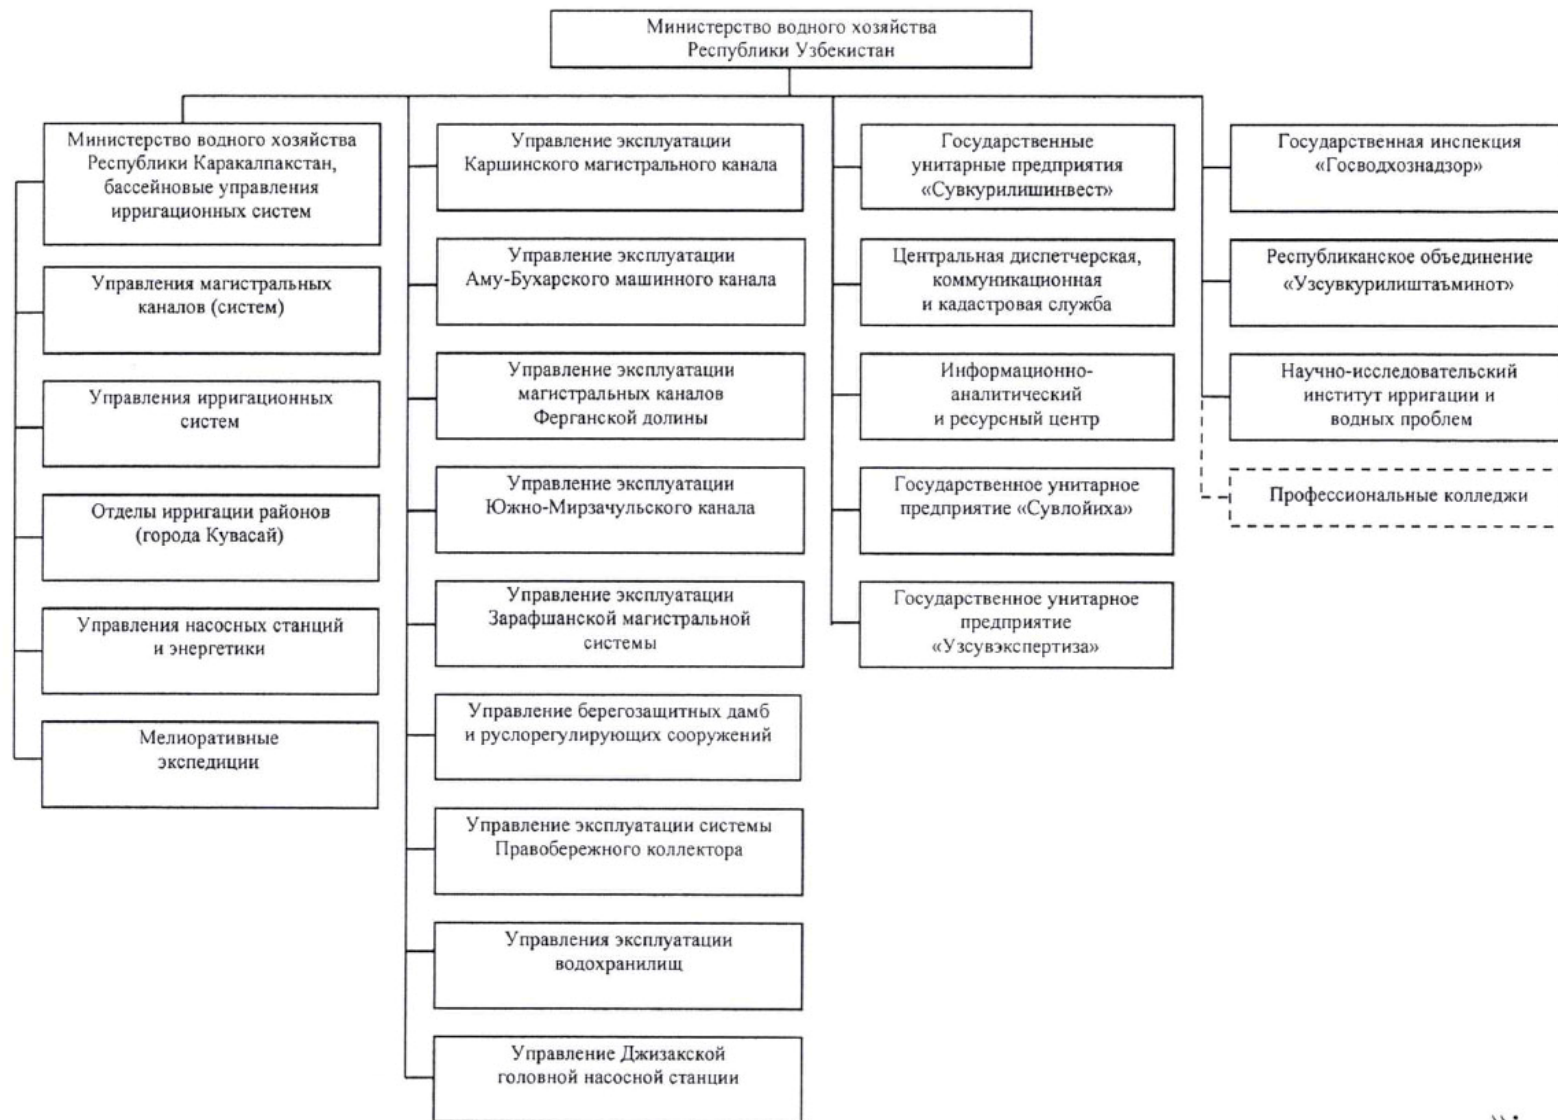 Министерство водного хозяйства
Республики Узбекистан
Министерство водного хозяйства
Республики Каракалпакстан,
бассейновые управления
ирригационных систем
Управления магистральных
каналов (систем)
Управления ирригационных
систем
Отделы ирригации районов
(города Кувасай)
Управления насосных станций
и энергетики
Мелиоративные
экспедиции
Управление эксплуатации
Каршинского магистрального канала
Управление эксплуатации
Аму-Бухарского машинного канала
Управление эксплуатации
магистральных каналов
Ферганской долины
Управление эксплуатации
Южно-Мирзачульского канала
Управление эксплуатации
Зарафшанской магистральной
системы
Управление берегозащитных дамб
и руслорегулирующих сооружений
Управление эксплуатации системы
Правобережного коллектора
Управления эксплуатации
водохранилищ
Управление Джизакской
головной насосной станции
Государственные
унитарные предприятия
«Сувкурилишинвест»
Центральная диспетчерская,
коммуникационная
и кадастровая служба
Информационно-
аналитический
и ресурсный центр
Государственное унитарное
предприятие «Сувлойиха»
Государственное унитарное
предприятие
«Узсувэкспертиза»
Государственная инспекция
«Госводхознадзор»
Республиканское объединение
«Узсувкурилиштаъминот»
Научно-исследовательский
институт ирригации и
водных проблем
Профессиональные колледжи